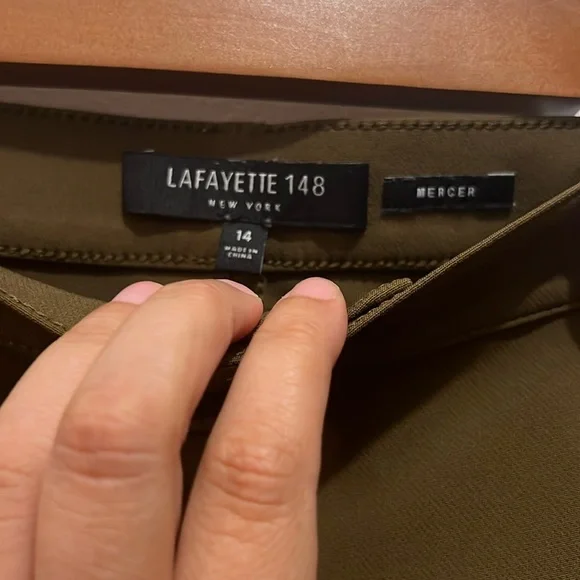 LAFAYETTE 148
NEW YORK
MERCER
14
MADE IN
CHINA